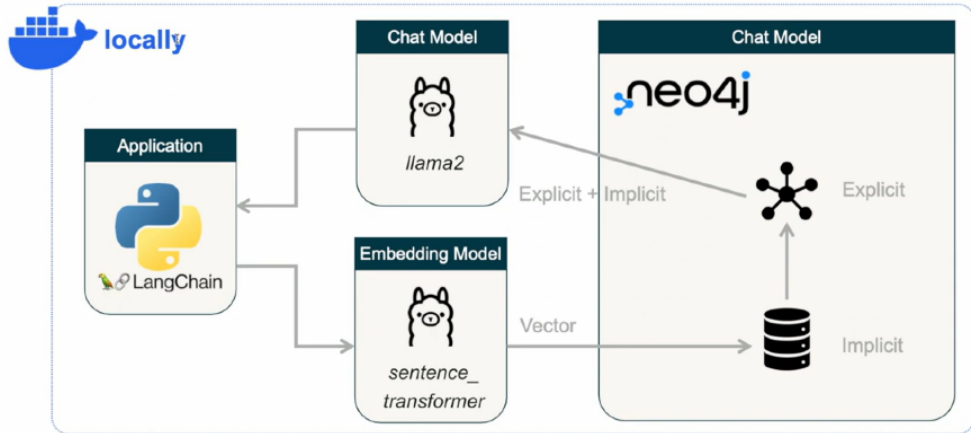 locally
Chat Model
Chat Model
neo4j
Application
llama2
Explicit
Explicit + Implicit
LangChain
Embedding Model
Vector
Implicit
sentence_
transformer